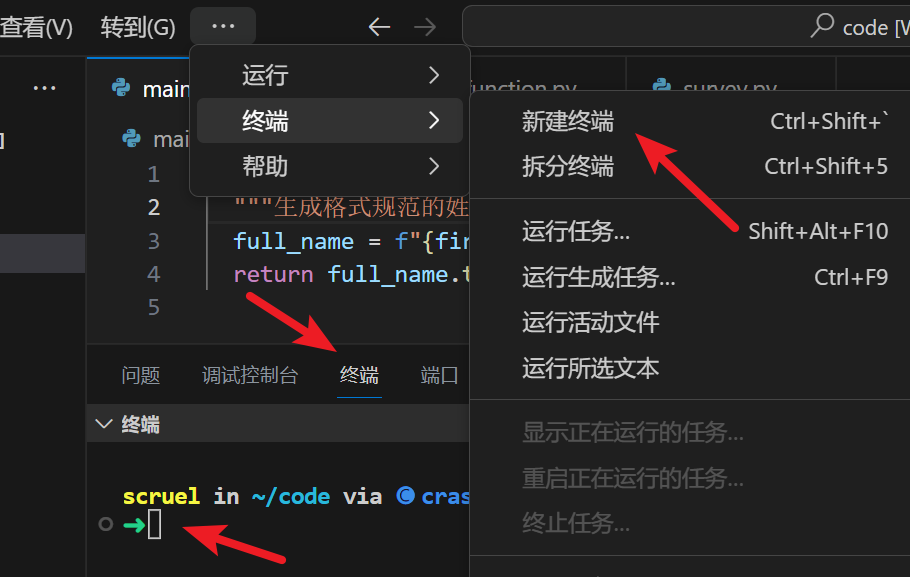 查看(V) 转到(G) ... code [W
运行
终端
帮助
新建终端 Ctrl+Shift+`
拆分终端 Ctrl+Shift+5
运行任务... Shift+Alt+F10
运行生成任务... Ctrl+F9
运行活动文件
运行所选文本
显示正在运行的任务...
重启正在运行的任务...
终止任务...
... main unction.py survey.py
mai
1
2 """生成格式规范的姓
3 full_name = f"{fir
4 return full_name.t
5
问题 调试控制台 终端 端口
终端
scruel in ~/code via C cras